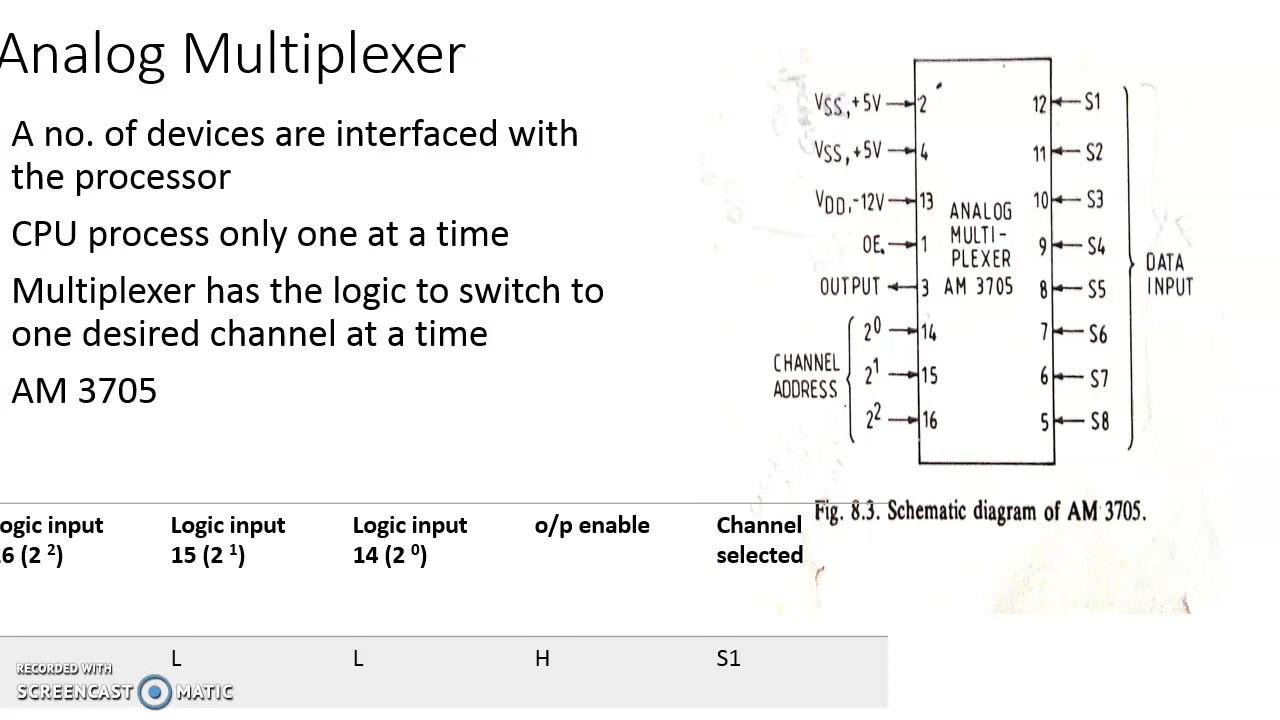 Analog Multiplexer
A no. of devices are interfaced with
the processor
CPU process only one at a time
Multiplexer has the logic to switch to
one desired channel at a time
AM 3705
VSS,+5V 2
VSS,+5V 4
VDD,-12V 13
OE. 1
OUTPUT 3
CHANNEL
ADDRESS
2⁰ 14
2¹ 15
2² 16
ANALOG
MULTI-
PLEXER
AM 3705
12 S1
11 S2
10 S3
9 S4
8 S5
7 S6
6 S7
5 S8
DATA
INPUT
Fig. 8.3. Schematic diagram of AM 3705.
ogic input
6 (2 ²)
Logic input
15 (2 ¹)
Logic input
14 (2 ⁰)
o/p enable
Channel
selected
L L H S1
RECORDED WITH
SCREENCAST MATIC